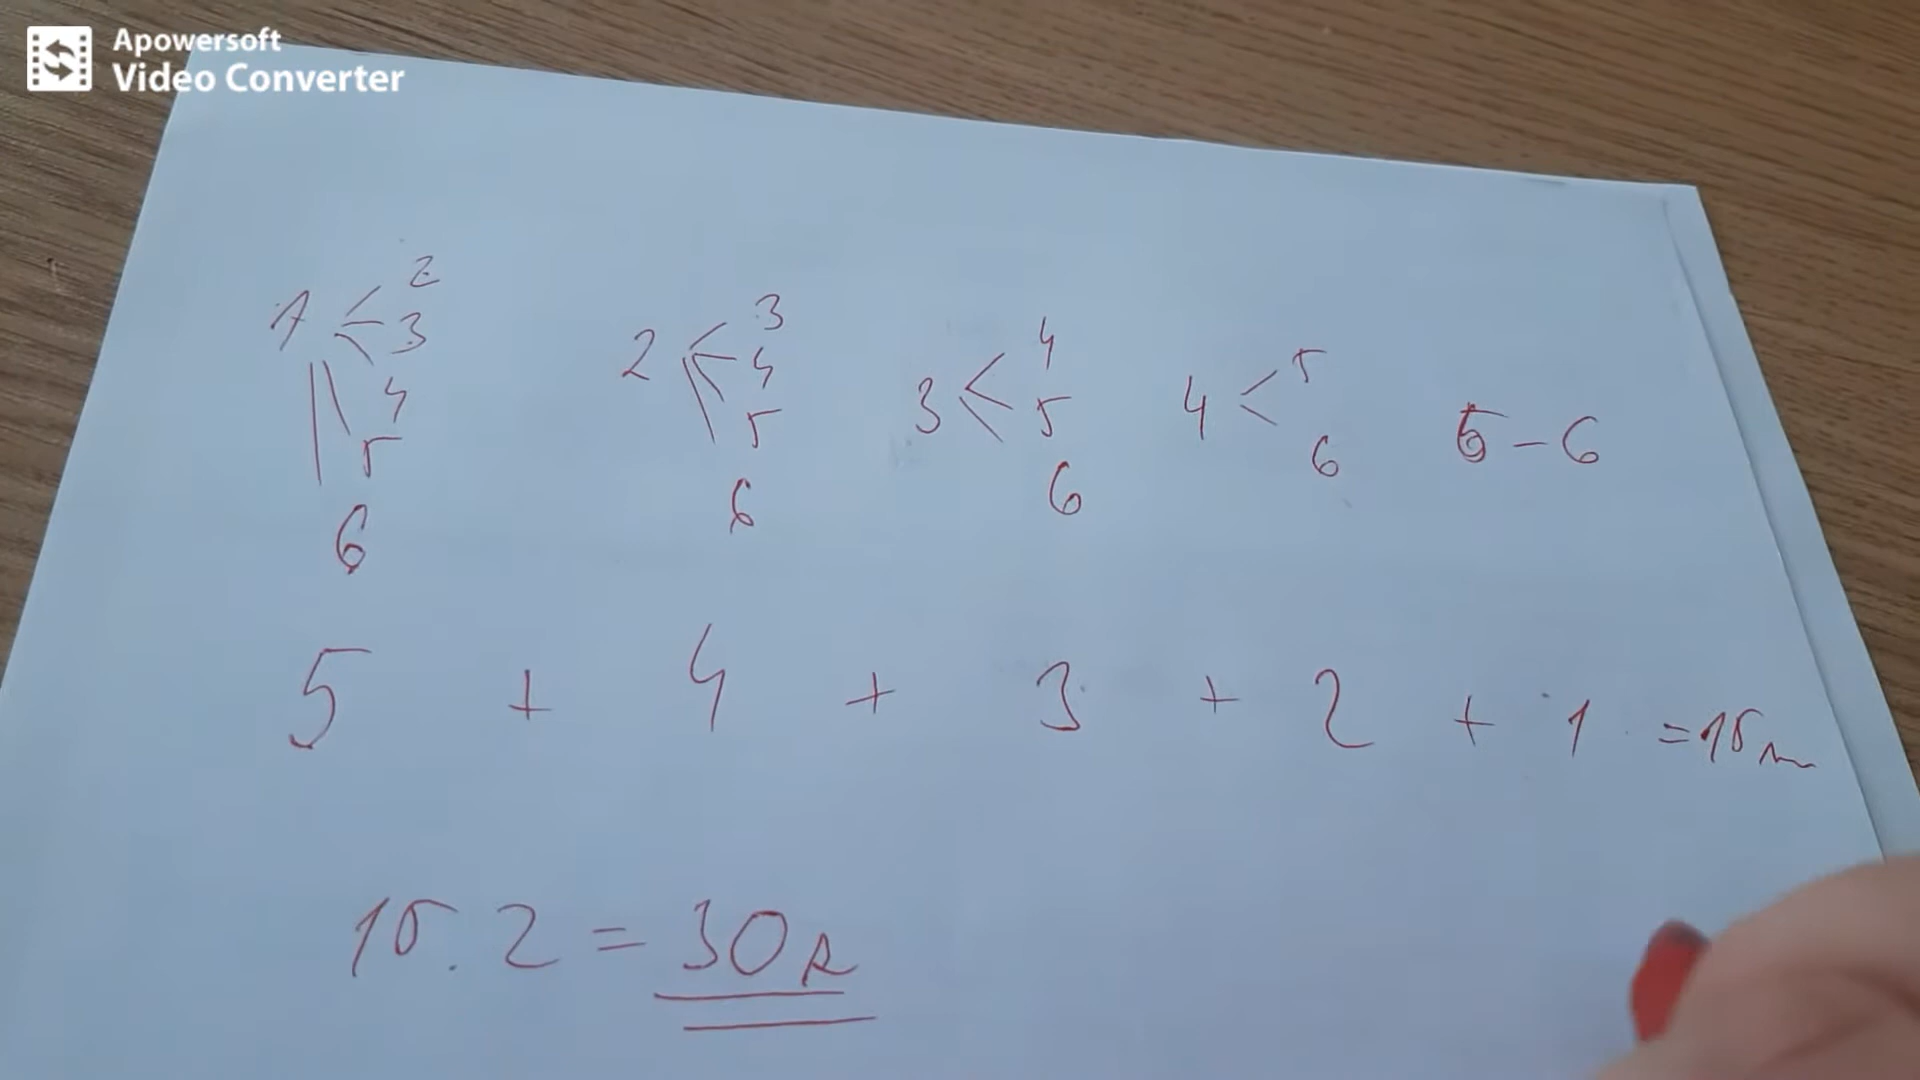 Apowersoft
Video Converter
1 2 3 4 5 6
2 3 4 5 6
3 4 5 6
4 5 6
5 - 6
5 + 4 + 3 + 2 + 1 = 15
15 . 2 = 30